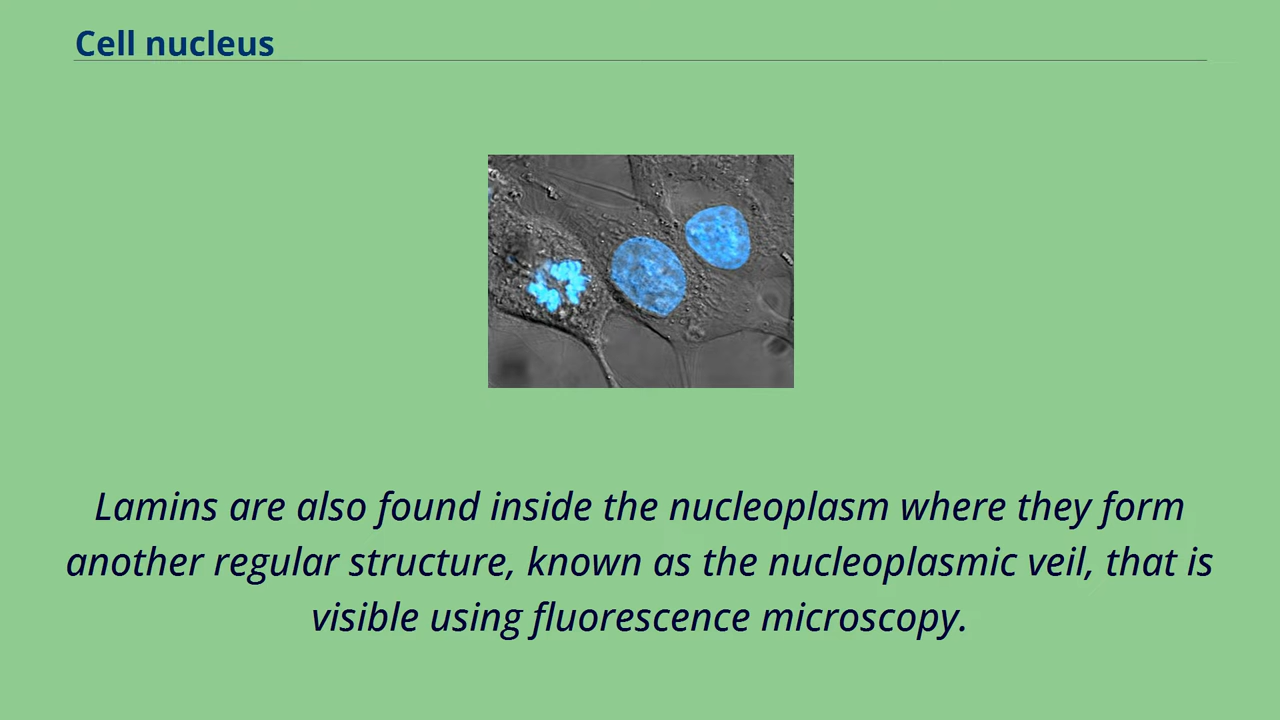 Cell nucleus
Lamins are also found inside the nucleoplasm where they form
another regular structure, known as the nucleoplasmic veil, that is
visible using fluorescence microscopy.